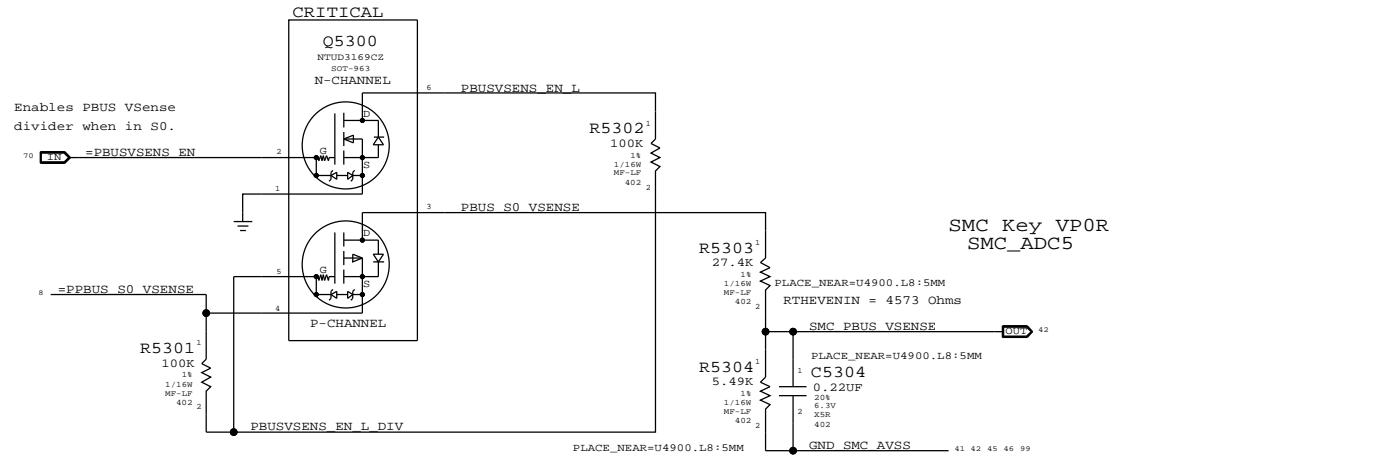 CRITICAL
Q5300
NTUD3169CZ
SOT-963
N-CHANNEL
6
PBUSVSENS_EN_L
D
G
S
Enables PBUS VSense
divider when in S0.
70
IN
=PBUSVSENS_EN
2
1
R5302
1
100K
1%
1/16W
MF-LF
402
2
3
PBUS_S0_VSENSE
D
G
S
5
8
=PPBUS_S0_VSENSE
4
P-CHANNEL
SMC Key VP0R
SMC_ADC5
R5303
1
27.4K
1%
1/16W
MF-LF
402
2
PLACE_NEAR=U4900.L8:5MM
RTHEVENIN = 4573 Ohms
SMC_PBUS_VSENSE
OUT
42
R5301
1
100K
1%
1/16W
MF-LF
402
2
PLACE_NEAR=U4900.L8:5MM
R5304
1
5.49K
1%
1/16W
MF-LF
402
2
1
C5304
0.22UF
20%
6.3V
X5R
402
2
PBUSVSENS_EN_L_DIV
PLACE_NEAR=U4900.L8:5MM
GND_SMC_AVSS
41 42 45 46 99